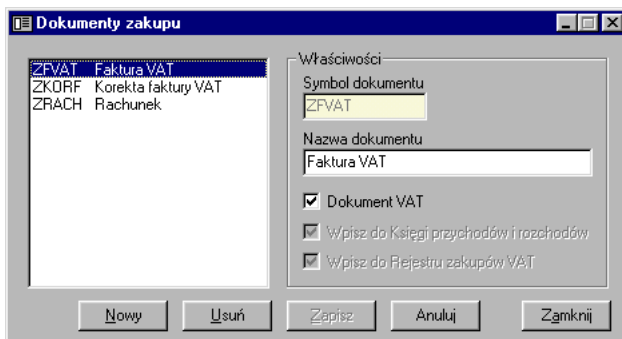 Dokumenty zakupu
ZFVAT Faktura VAT
ZKORF Korekta faktury VAT
ZRACH Rachunek
Właściwości
Symbol dokumentu
ZFVAT
Nazwa dokumentu
Faktura VAT
Dokument VAT
Wpisz do Księgi przychodów i rozchodów
Wpisz do Rejestru zakupów VAT
Nowy Usuń Zapisz Anuluj Zamknij